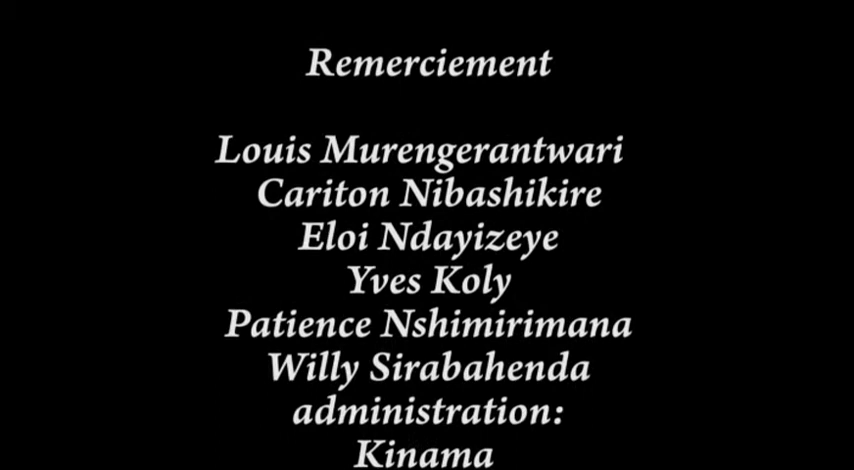 Remerciement
Louis Murengerantwari
Cariton Nibashikire
Eloi Ndayizeye
Yves Koly
Patience Nshimirimana
Willy Sirabahenda
administration:
Kinama